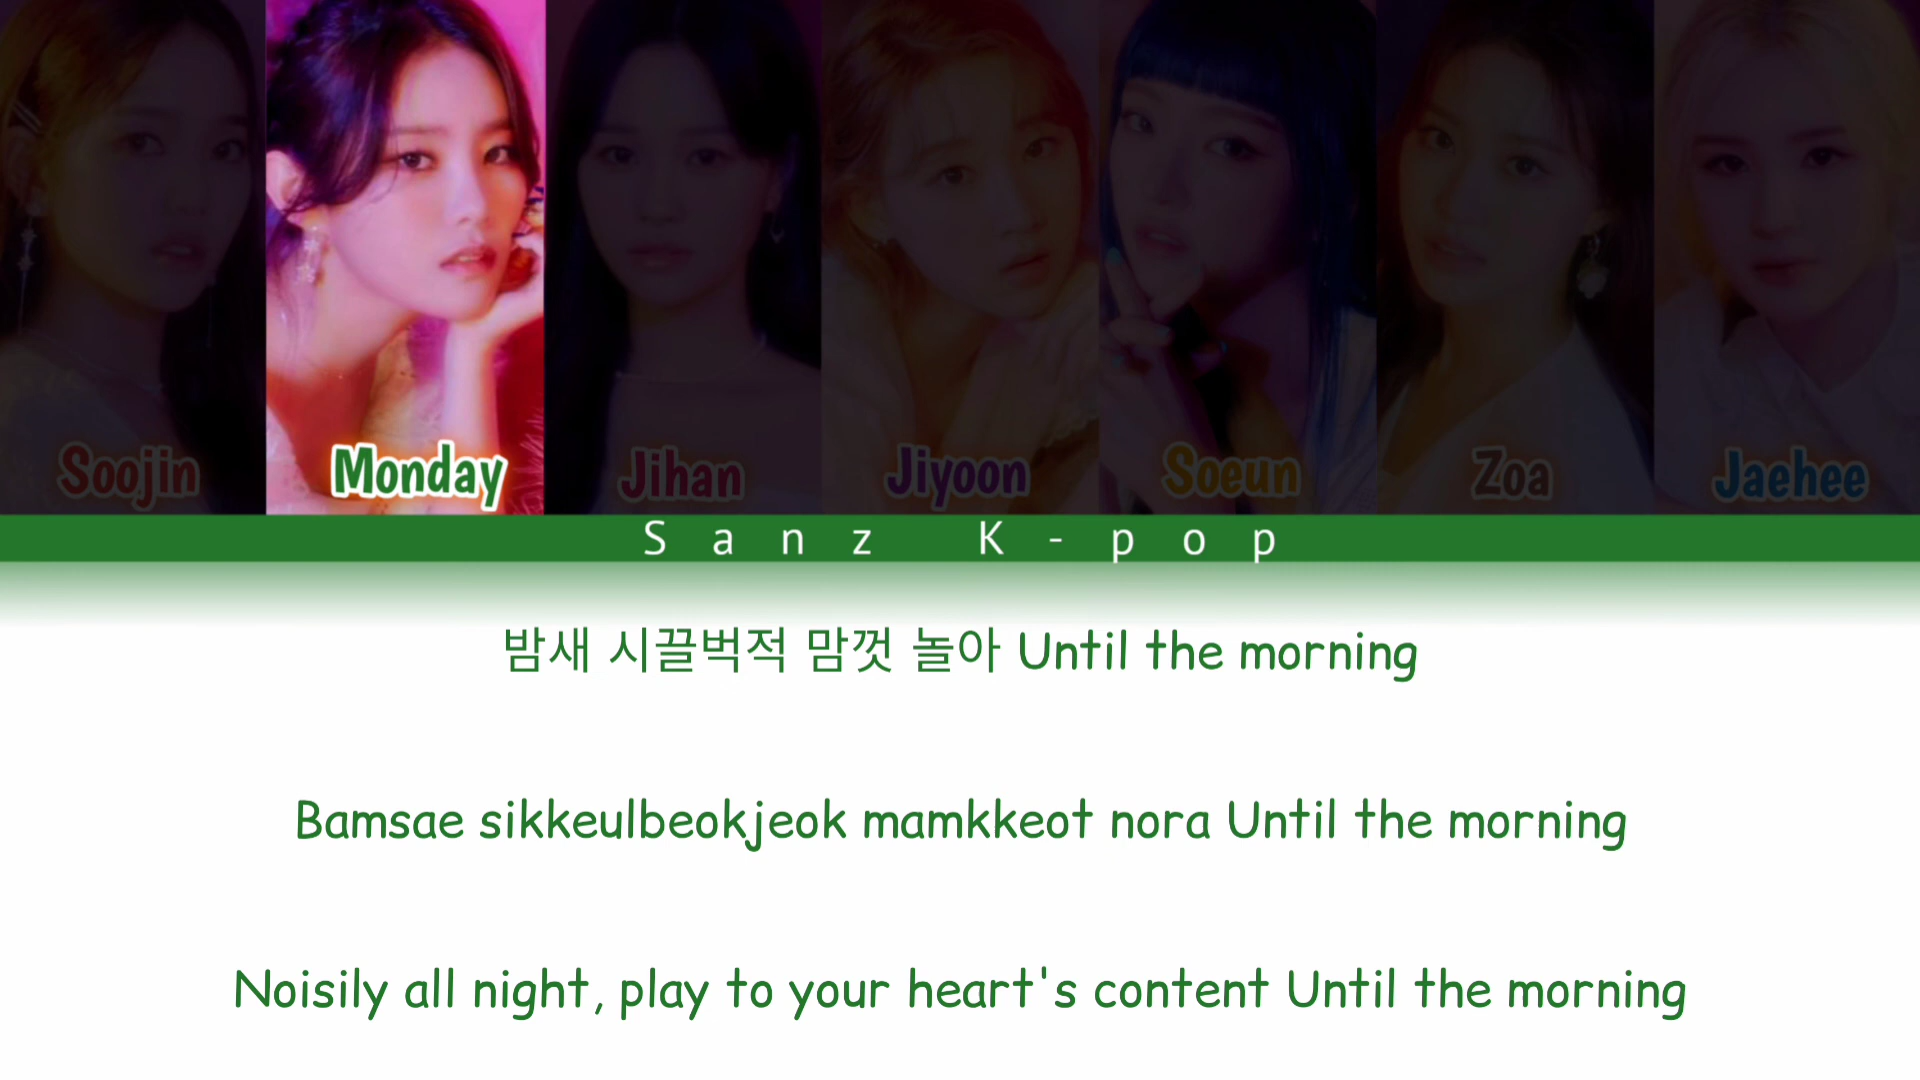 Soojin Monday Jihan Jiyoon Soeun Zoa Jaehee
Sanz K-pop
밤새 시끌벅적 맘껏 놀아 Until the morning
Bamsae sikkeulbeokjeok mamkkeot nora Until the morning
Noisily all night, play to your heart's content Until the morning